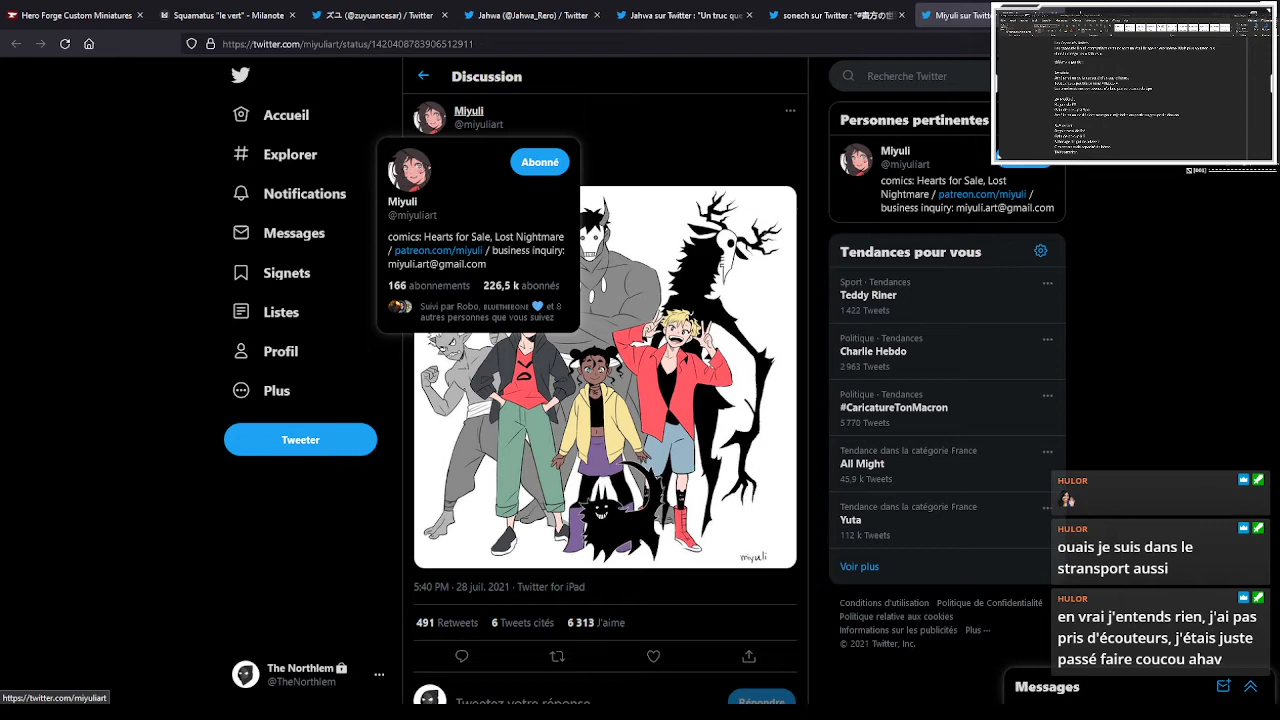 Hero Forge Custom Miniatures
Squamatus "le vert" - Milanote
ブエロ (@zuyuancesar) / Twitter
Jahwa (@Jahwa_Rero) / Twitter
Jahwa sur Twitter : "Un truc que
sonech sur Twitter : "#貴方の
Miyuli sur Twitter
https://twitter.com/miyuliart/status/1420408783906512911
Accueil
Explorer
Notifications
Messages
Signets
Listes
Profil
Plus
Tweeter
The Northlem
@TheNorthlem
https://twitter.com/miyuliart
Discussion
Miyuli
@miyuliart
Abonné
Miyuli
@miyuliart
comics: Hearts for Sale, Lost Nightmare
/ patreon.com/miyuli / business inquiry:
miyuli.art@gmail.com
166 abonnements 226,5 k abonnés
Suivi par Robo, BLUETHEBONE 💙 et 8
autres personnes que vous suivez
miyuli
5:40 PM · 28 juil. 2021 · Twitter for iPad
491 Retweets 6 Tweets cités 6 313 J'aime
Tweetez votre réponse
Répondre
Recherche Twitter
Personnes pertinentes
Miyuli
@miyuliart
comics: Hearts for Sale, Lost
Nightmare / patreon.com/miyuli /
business inquiry: miyuli.art@gmail.com
Tendances pour vous
Sport · Tendances
Teddy Riner
1 422 Tweets
Politique · Tendances
Charlie Hebdo
2 963 Tweets
Politique · Tendances
#CaricatureTonMacron
5 770 Tweets
Tendance dans la catégorie France
All Might
45,9 k Tweets
Tendance dans la catégorie France
Yuta
112 k Tweets
Voir plus
Conditions d'utilisation Politique de Confidentialité
Politique relative aux cookies
Informations sur les publicités Plus ···
© 2021 Twitter, Inc.
HULOR
HULOR
ouais je suis dans le
stransport aussi
HULOR
en vrai j'entends rien, j'ai pas
pris d'écouteurs, j'étais juste
passé faire coucou ahav
Messages